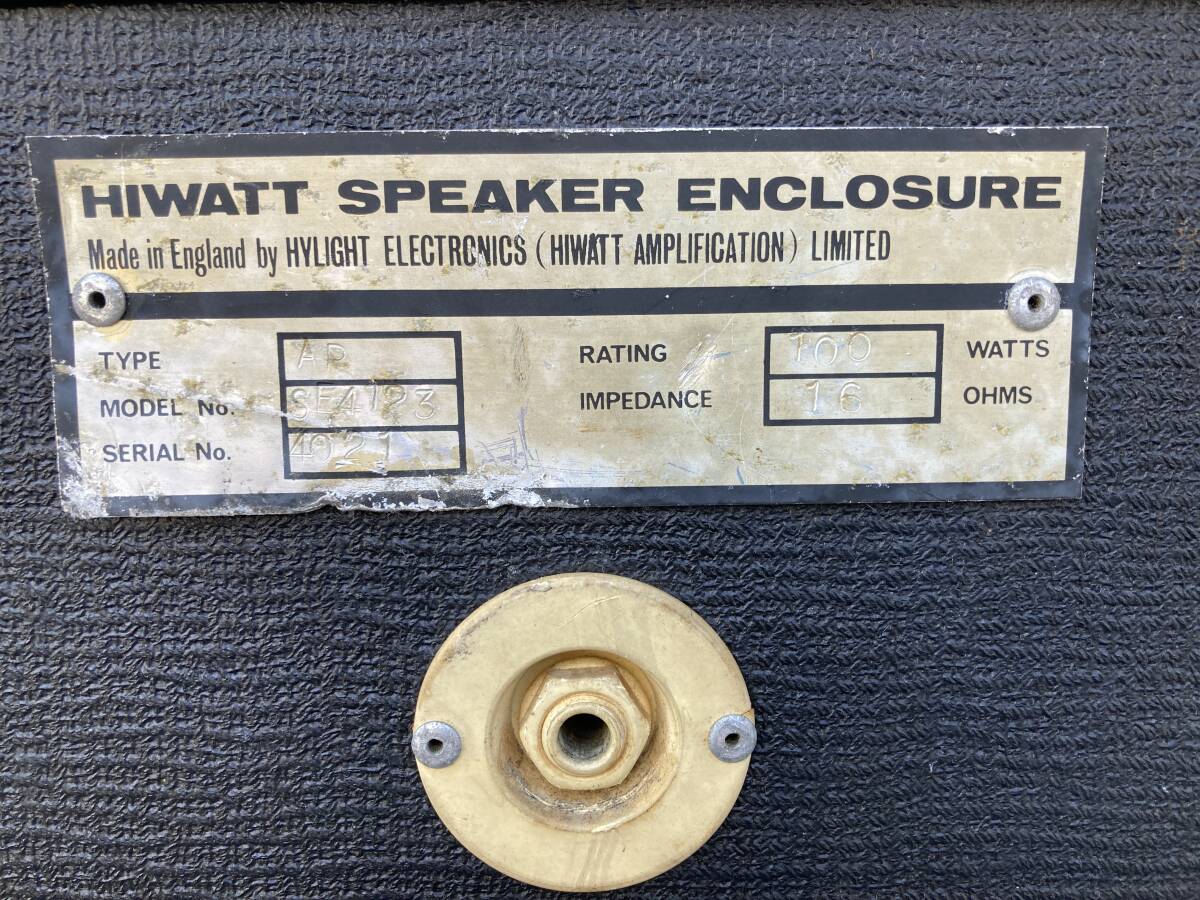 HIWATT SPEAKER ENCLOSURE
Made in England by HYLIGHT ELECTRONICS (HIWATT AMPLIFICATION) LIMITED
TYPE AP RATING 100 WATTS
MODEL No. SE4123 IMPEDANCE 16 OHMS
SERIAL No. 4021